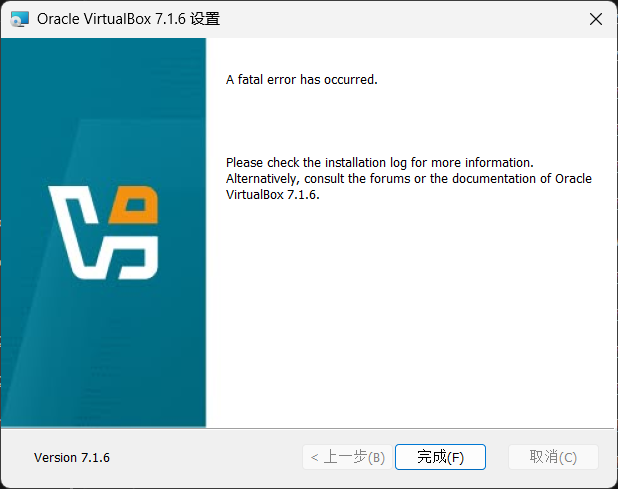 Oracle VirtualBox 7.1.6 设置
A fatal error has occurred.
Please check the installation log for more information.
Alternatively, consult the forums or the documentation of Oracle
VirtualBox 7.1.6.
Version 7.1.6
< 上一步(B)
完成(F)
取消(C)